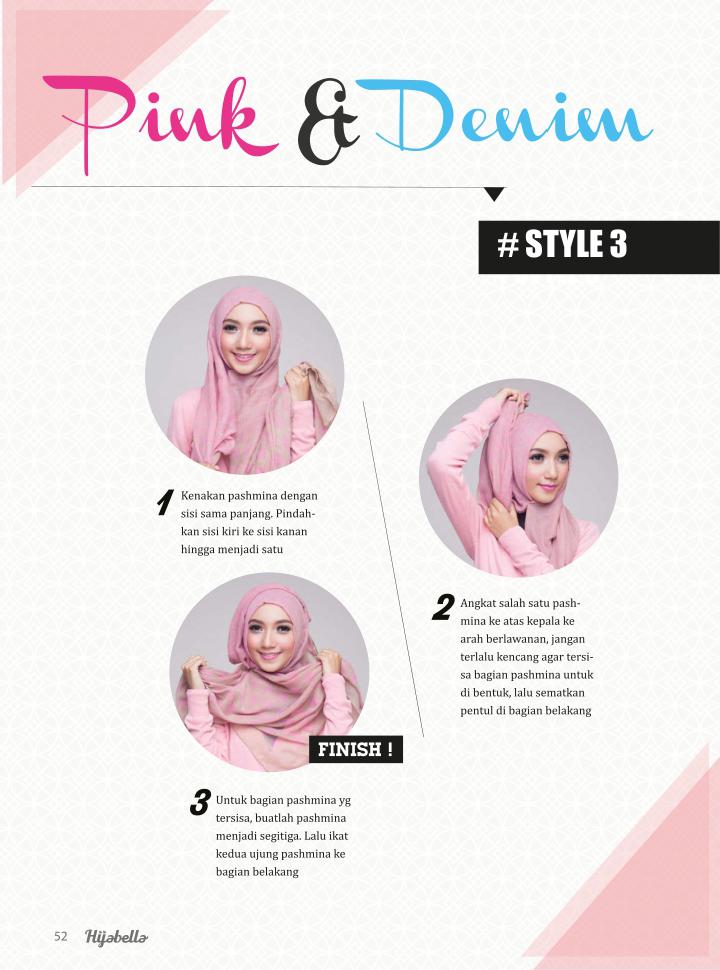 Pink & Denim
# STYLE 3
1 Kenakan pashmina dengan
sisi sama panjang. Pindah-
kan sisi kiri ke sisi kanan
hingga menjadi satu
2 Angkat salah satu pash-
mina ke atas kepala ke
arah berlawanan, jangan
terlalu kencang agar tersi-
sa bagian pashmina untuk
di bentuk, lalu sematkan
pentul di bagian belakang
FINISH !
3 Untuk bagian pashmina yg
tersisa, buatlah pashmina
menjadi segitiga. Lalu ikat
kedua ujung pashmina ke
bagian belakang
52 Hijabella